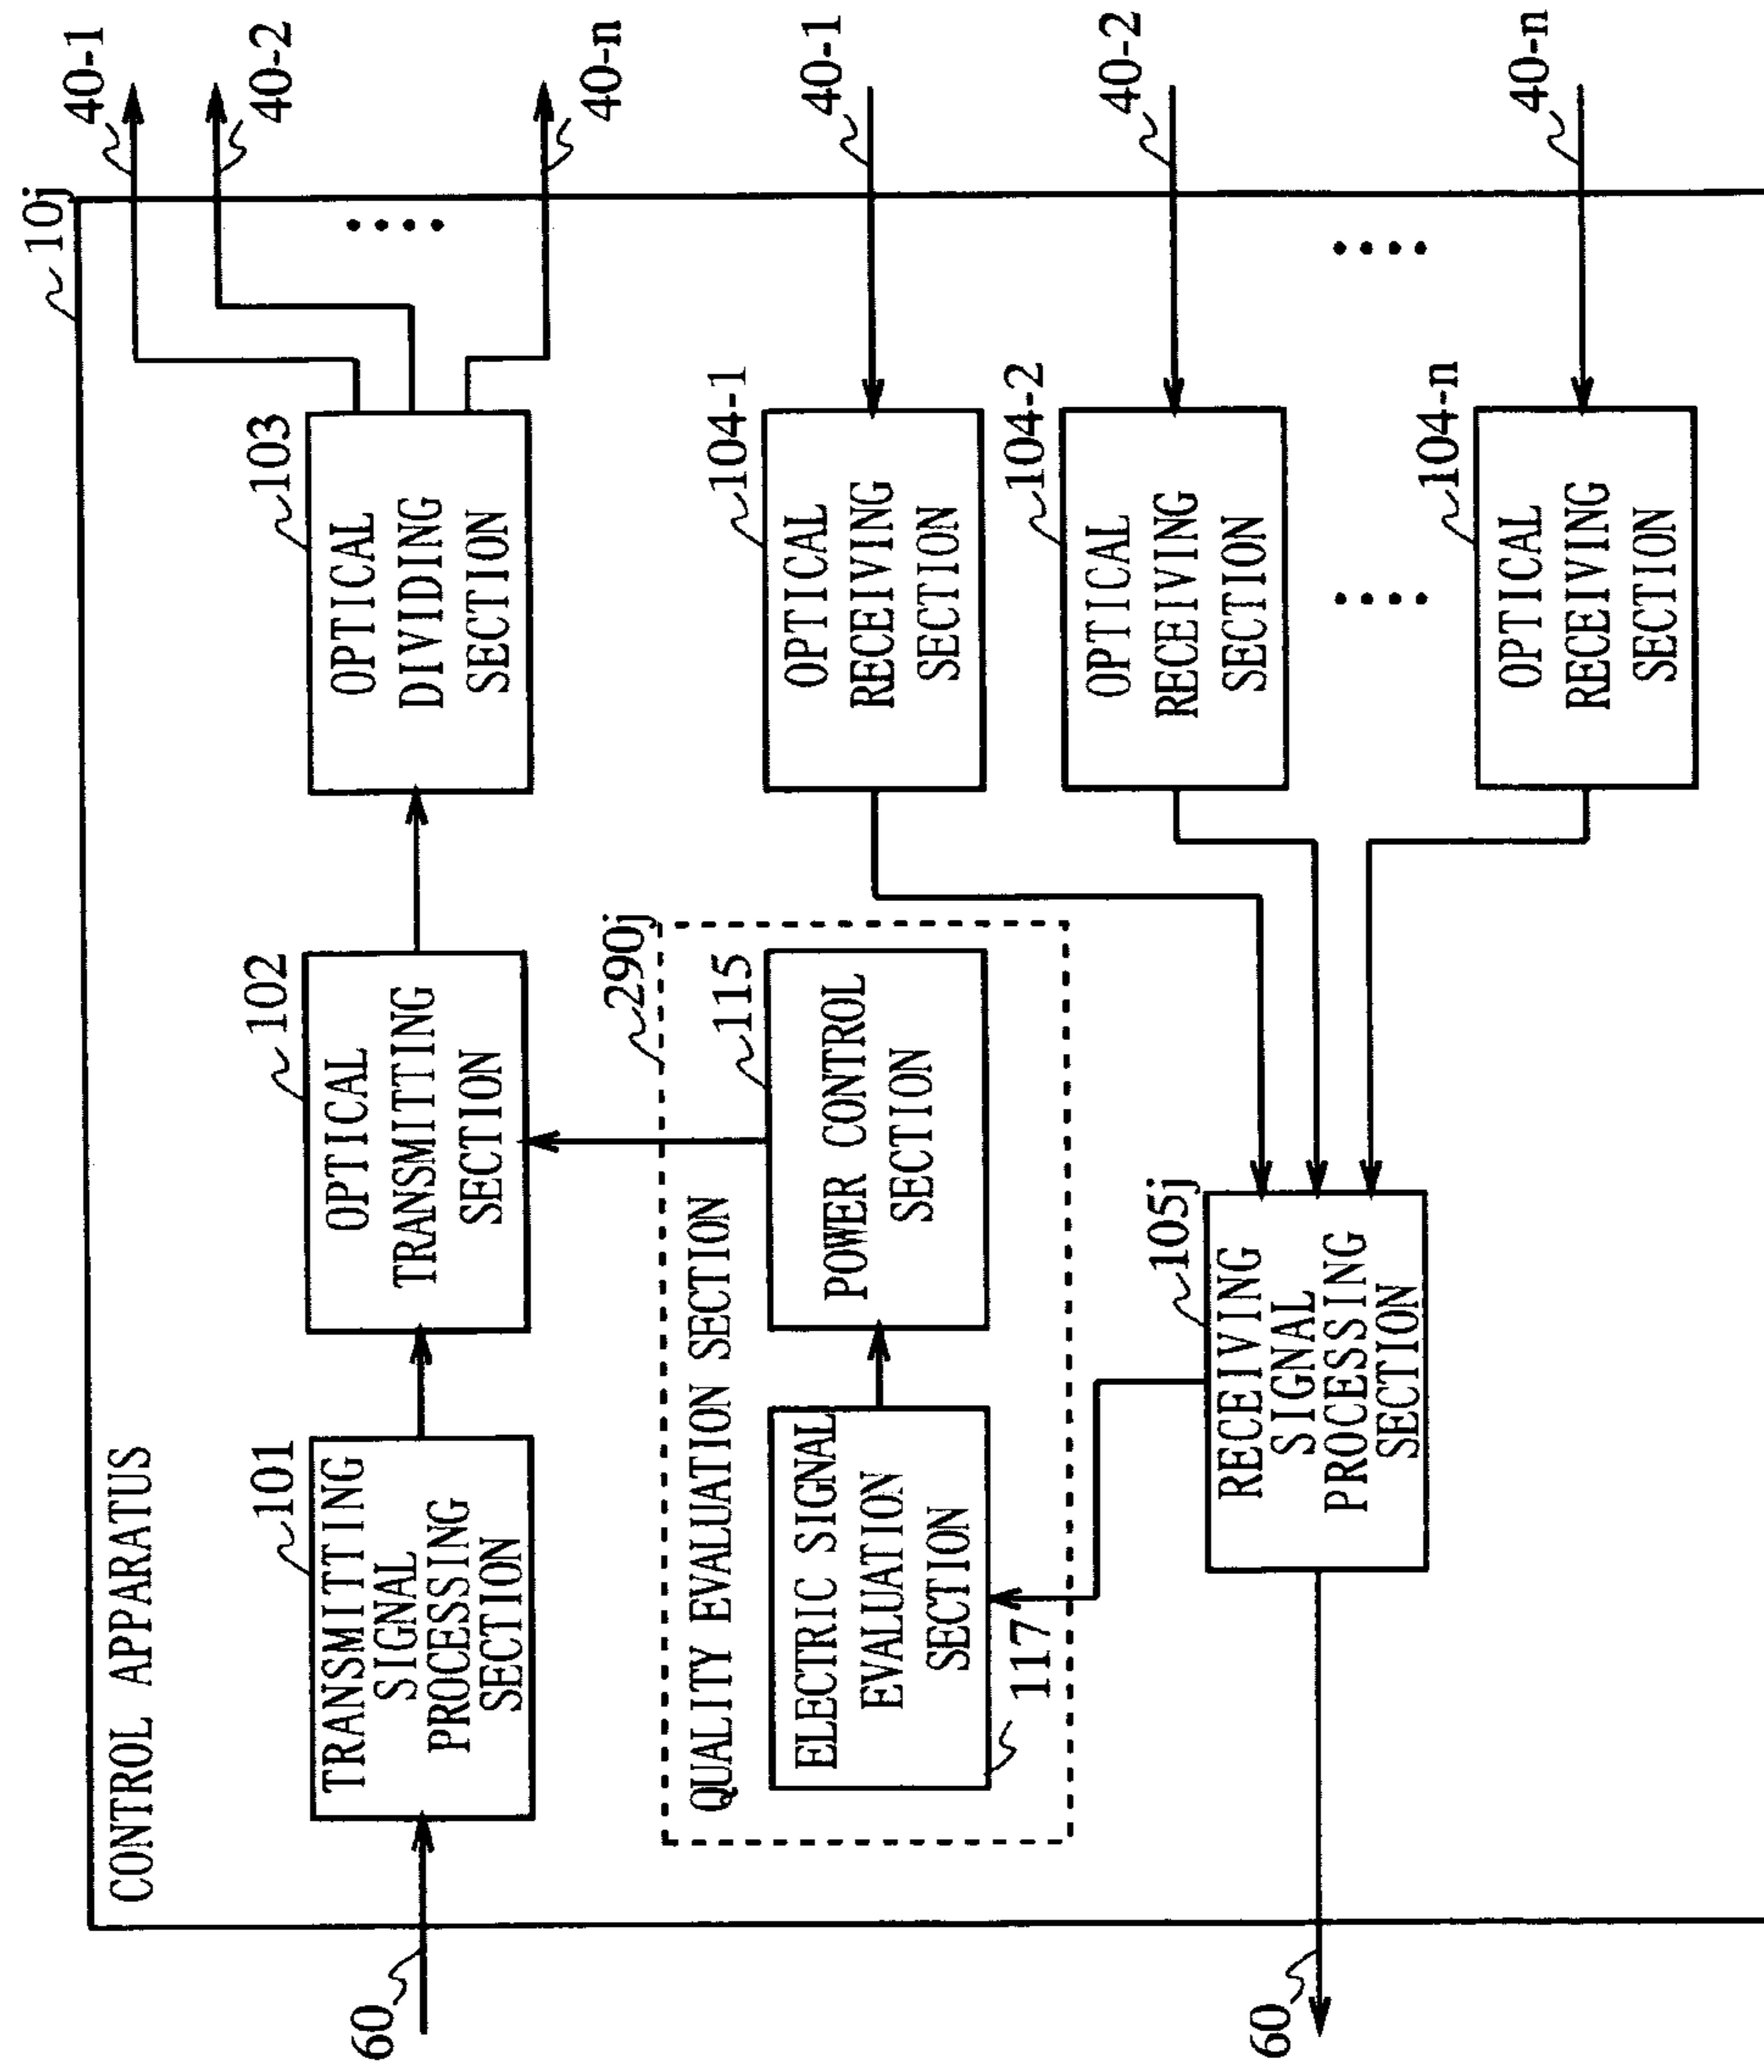 10j
CONTROL APPARATUS
60
101
TRANSMITTING
SIGNAL
PROCESSING
SECTION
102
OPTICAL
TRANSMITTING
SECTION
103
OPTICAL
DIVIDING
SECTION
40-1
40-2
40-n
290j
QUALITY EVALUATION SECTION
ELECTRIC SIGNAL
EVALUATION
SECTION
117
115
POWER CONTROL
SECTION
104-1
OPTICAL
RECEIVING
SECTION
40-1
104-2
OPTICAL
RECEIVING
SECTION
40-2
104-n
OPTICAL
RECEIVING
SECTION
40-n
105j
RECEIVING
SIGNAL
PROCESSING
SECTION
60